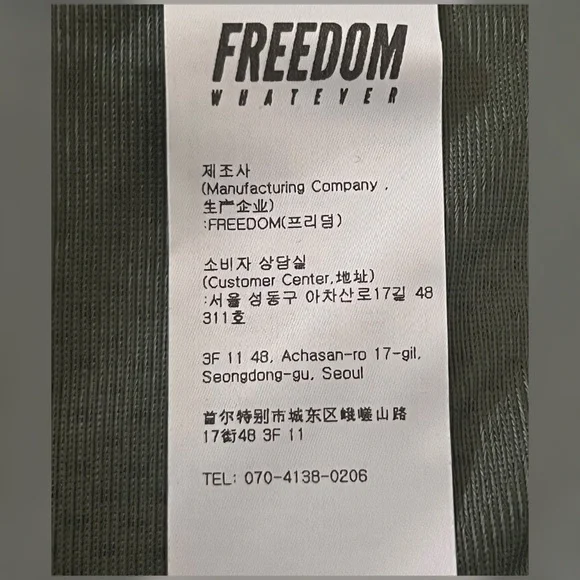 FREEDOM
WHATEVER
제조사
(Manufacturing Company ,
生产企业)
:FREEDOM(프리덤)
소비자 상담실
(Customer Center,地址)
:서울 성동구 아차산로17길 48
311호
3F 11 48, Achasan-ro 17-gil,
Seongdong-gu, Seoul
首尔特别市城东区峨嵯山路
17街48 3F 11
TEL: 070-4138-0206